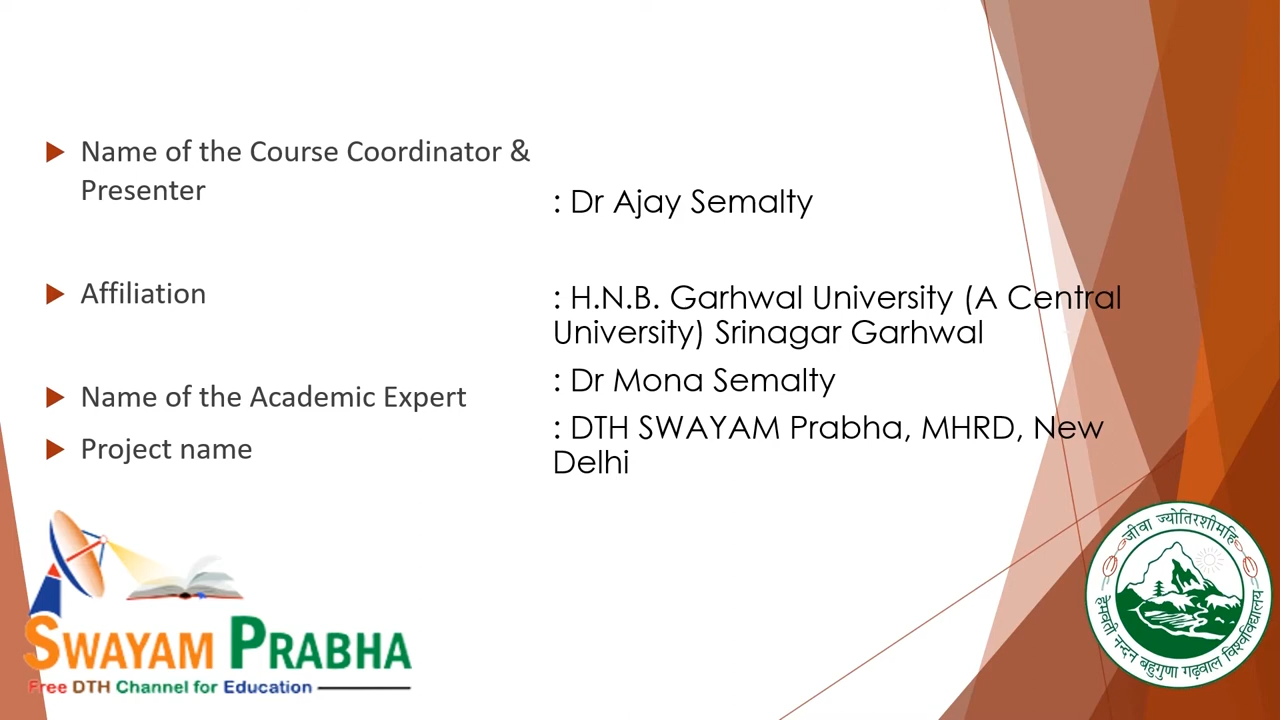 Name of the Course Coordinator &
Presenter
: Dr Ajay Semalty
Affiliation
: H.N.B. Garhwal University (A Central
University) Srinagar Garhwal
Name of the Academic Expert
: Dr Mona Semalty
Project name
: DTH SWAYAM Prabha, MHRD, New
Delhi
SWAYAM PRABHA
Free DTH Channel for Education
जीवा ज्योतिरशीमहि
हेमवती नन्दन बहुगुणा गढ़वाल विश्वविद्यालय